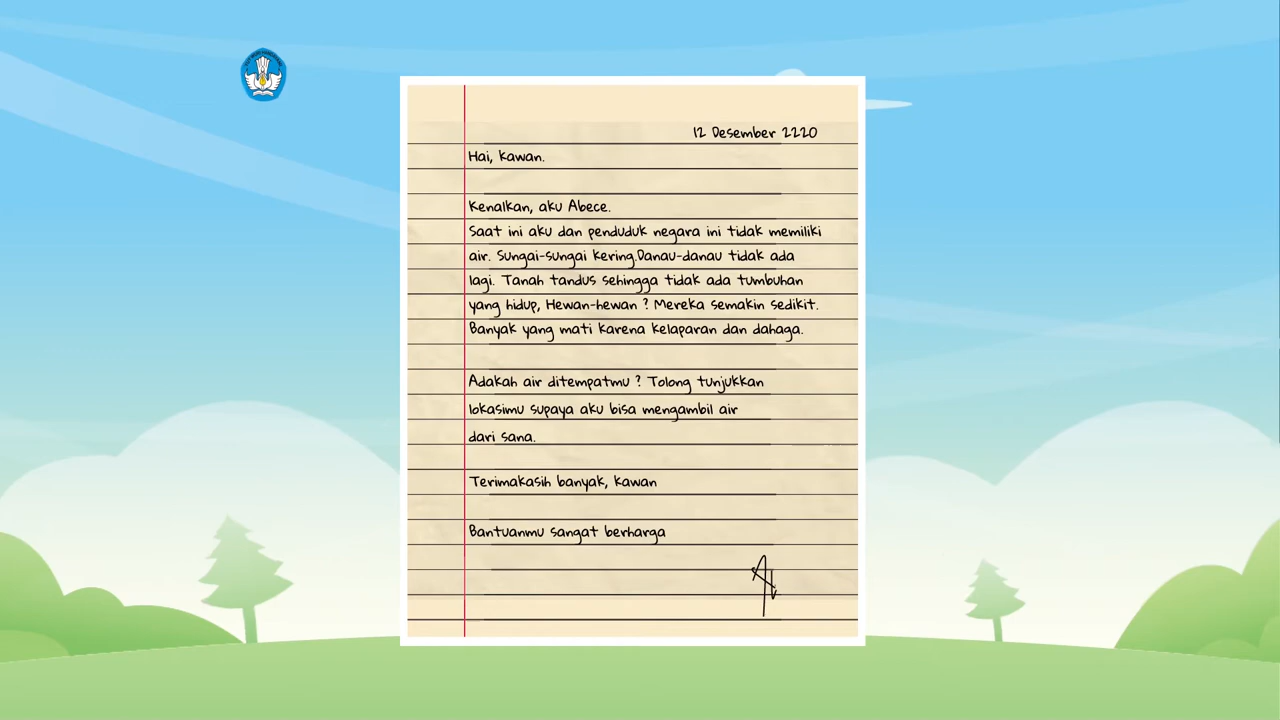 12 Desember 2220
Hai, kawan.
Kenalkan, aku Abece.
Saat ini aku dan penduduk negara ini tidak memiliki
air. Sungai-sungai kering.Danau-danau tidak ada
lagi. Tanah tandus sehingga tidak ada tumbuhan
yang hidup, Hewan-hewan ? Mereka semakin sedikit.
Banyak yang mati karena kelaparan dan dahaga.
Adakah air ditempatmu ? Tolong tunjukkan
lokasimu supaya aku bisa mengambil air
dari sana.
Terimakasih banyak, kawan
Bantuanmu sangat berharga